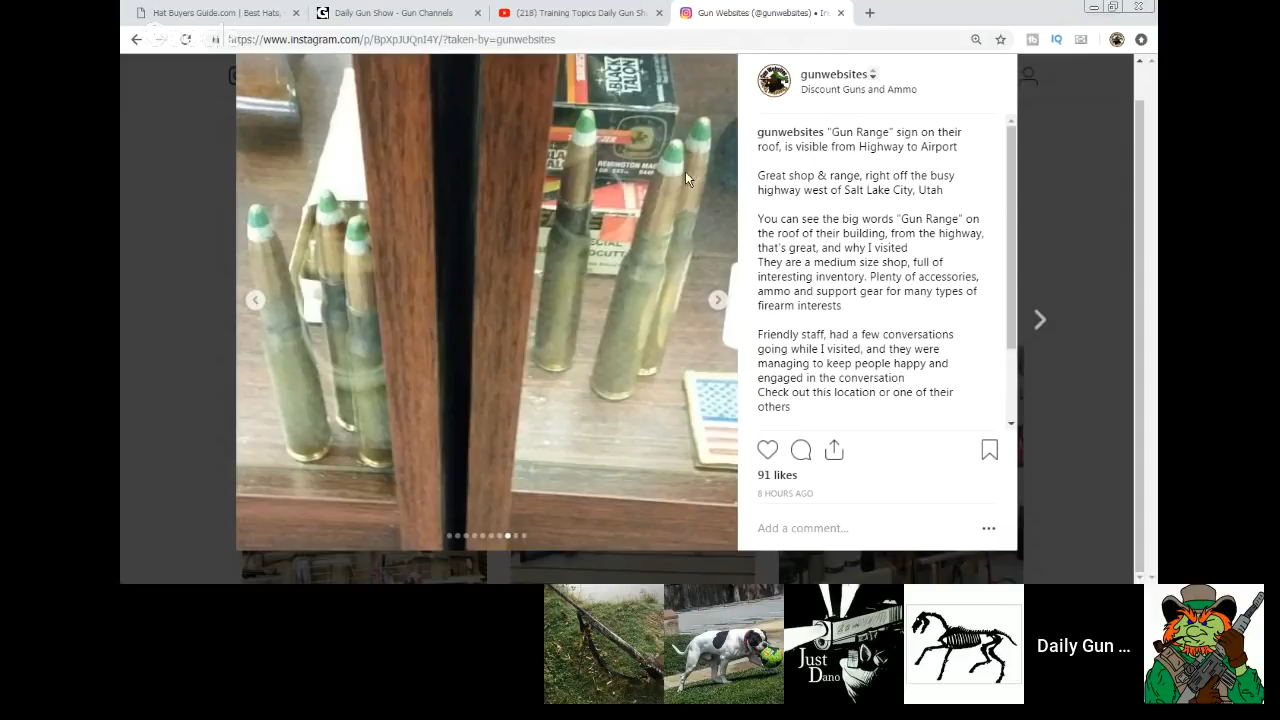 Hat Buyers Guide.com | Best Hats,
Daily Gun Show - Gun Channels
(218) Training Topics Daily Gun Sh
Gun Websites (@gunwebsites) • In
https://www.instagram.com/p/BpXpJUQnI4Y/?taken-by=gunwebsites
IQ
BLACK
TALON
REMINGTON MA
gunwebsites
Discount Guns and Ammo
gunwebsites "Gun Range" sign on their
roof, is visible from Highway to Airport
Great shop & range, right off the busy
highway west of Salt Lake City, Utah
You can see the big words "Gun Range" on
the roof of their building, from the highway,
that's great, and why I visited
They are a medium size shop, full of
interesting inventory. Plenty of accessories,
ammo and support gear for many types of
firearm interests
Friendly staff, had a few conversations
going while I visited, and they were
managing to keep people happy and
engaged in the conversation
Check out this location or one of their
others
91 likes
8 HOURS AGO
Add a comment...
Just
Dano
Daily Gun ...